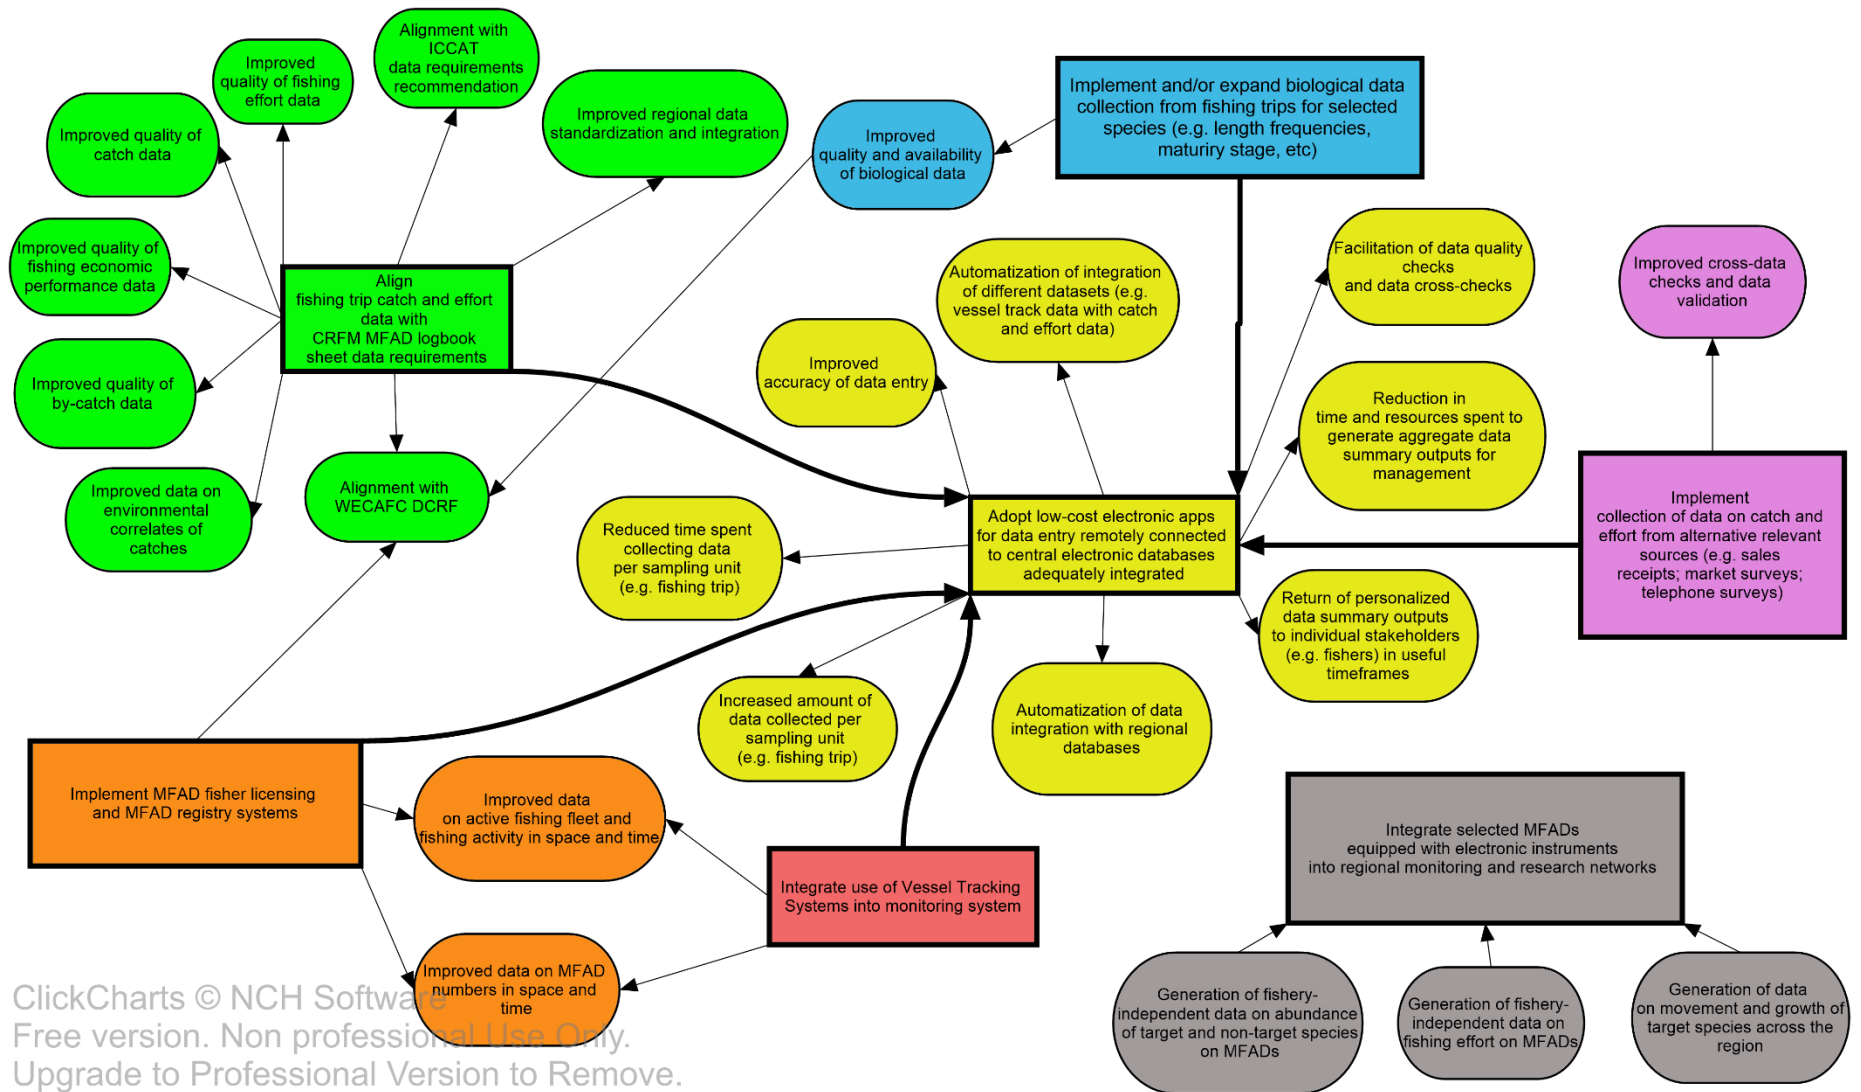 Alignment with
ICCAT
data requirements
recommendation
Improved
quality of fishing
effort data
Improved quality of
catch data
Improved regional data
standardization and integration
Improved quality of
fishing economic
performance data
Align
fishing trip catch and effort
data with
CRFM MFAD logbook
sheet data requirements
Improved quality of
by-catch data
Improved data on
environmental
correlates of
catches
Alignment with
WECAFC DCRF
Implement and/or expand biological data
collection from fishing trips for selected
species (e.g. length frequencies,
maturiry stage, etc)
Improved
quality and availability
of biological data
Automatization of integration
of different datasets (e.g.
vessel track data with catch
and effort data)
Facilitation of data quality
checks
and data cross-checks
Improved cross-data
checks and data
validation
Improved
accuracy of data entry
Reduction in
time and resources spent to
generate aggregate data
summary outputs for
management
Implement
collection of data on catch and
effort from alternative relevant
sources (e.g. sales
receipts; market surveys;
telephone surveys)
Adopt low-cost electronic apps
for data entry remotely connected
to central electronic databases
adequately integrated
Reduced time spent
collecting data
per sampling unit
(e.g. fishing trip)
Return of personalized
data summary outputs
to individual stakeholders
(e.g. fishers) in useful
timeframes
Increased amount of
data collected per
sampling unit
(e.g. fishing trip)
Automatization of data
integration with regional
databases
Implement MFAD fisher licensing
and MFAD registry systems
Improved data
on active fishing fleet and
fishing activity in space and time
Integrate use of Vessel Tracking
Systems into monitoring system
Improved data on MFAD
numbers in space and
time
Integrate selected MFADs
equipped with electronic instruments
into regional monitoring and research networks
Generation of fishery-
independent data on abundance
of target and non-target species
on MFADs
Generation of fishery-
independent data on
fishing effort on MFADs
Generation of data
on movement and growth of
target species across the
region
ClickCharts © NCH Software
Free version. Non professional Use Only.
Upgrade to Professional Version to Remove.